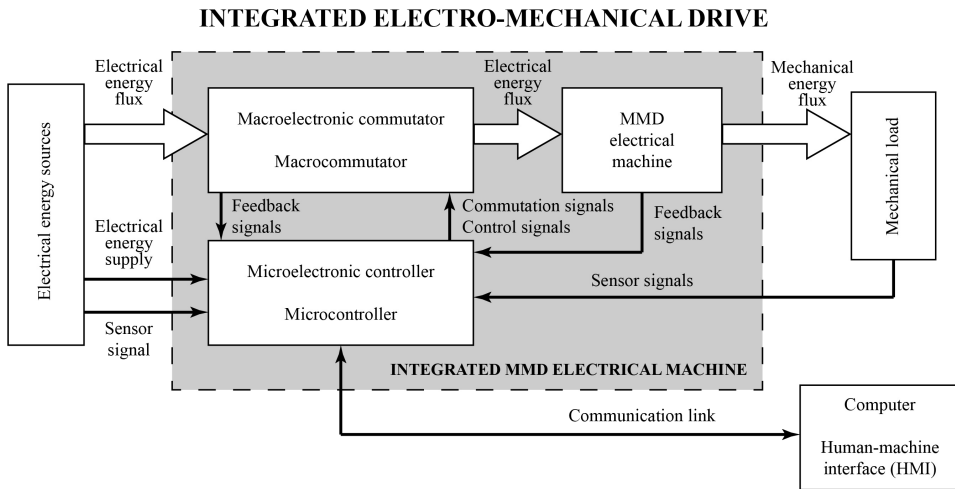 INTEGRATED ELECTRO-MECHANICAL DRIVE
Electrical
energy
flux
Electrical
energy
flux
Mechanical
energy
flux
Electrical energy sources
Macroelectronic commutator
Macrocommutator
MMD
electrical
machine
Mechanical load
Feedback
signals
Commutation signals
Control signals
Feedback
signals
Electrical
energy
supply
Microelectronic controller
Microcontroller
Sensor signals
Sensor
signal
INTEGRATED MMD ELECTRICAL MACHINE
Communication link
Computer
Human-machine
interface (HMI)